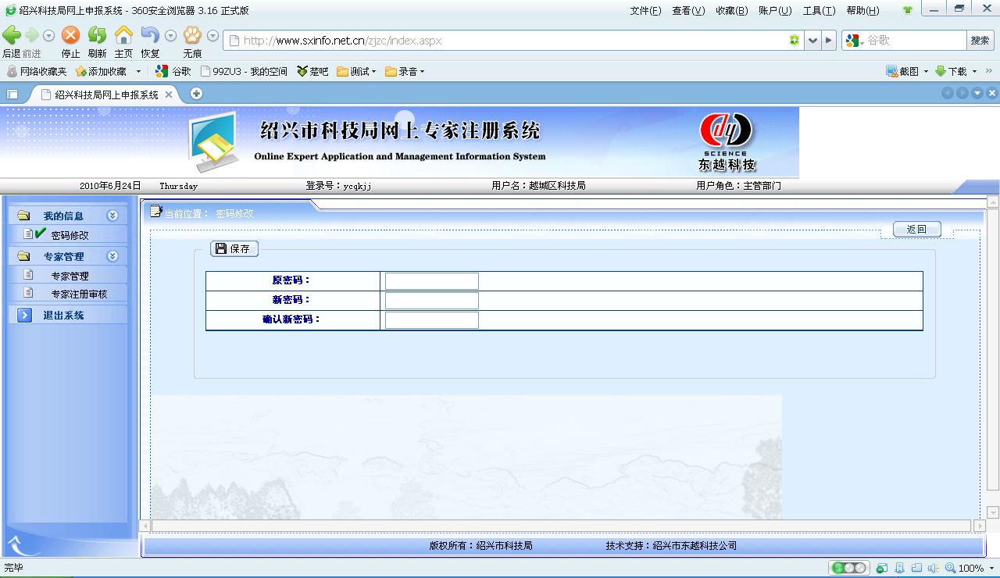 绍兴科技局网上申报系统 - 360安全浏览器 3.16 正式版
文件(F) 查看(V) 收藏(B) 账户(U) 工具(T) 帮助(H)
后退 前进 停止 刷新 主页 恢复 无痕
http://www.sxinfo.net.cn/zjzc/index.aspx
谷歌
搜索
网络收藏夹 添加收藏 谷歌 99ZU3 - 我的空间 楚吧 测试 录音 截图 下载
绍兴科技局网上申报系统
绍兴市科技局网上专家注册系统
Online Expert Application and Management Information System
SCIENCE
东越科技
2010年6月24日 Thursday 登录号：ycqkjj 用户名：越城区科技局 用户角色：主管部门
我的信息
密码修改
专家管理
专家管理
专家注册审核
退出系统
当前位置： 密码修改
返回
保存
原密码：
新密码：
确认新密码：
版权所有：绍兴市科技局 技术支持：绍兴市东越科技公司
完毕
100%